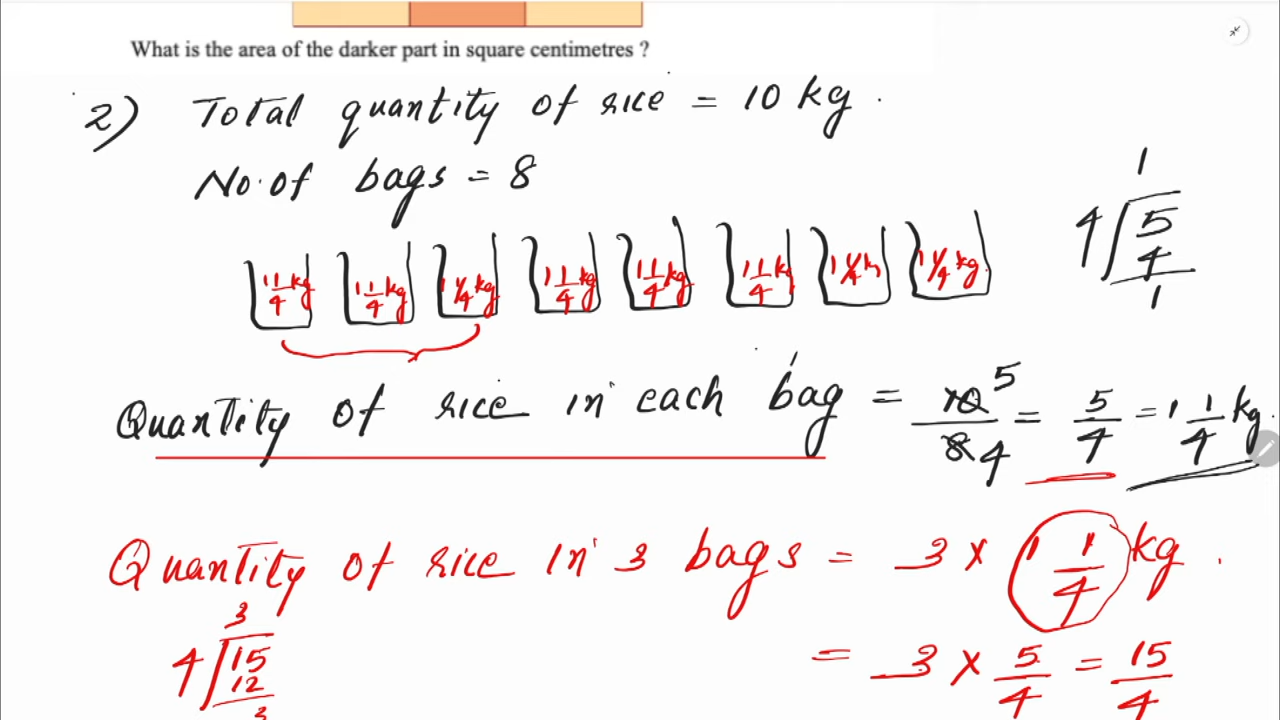 What is the area of the darker part in square centimetres ?
2) Total quantity of rice = 10 kg.
No. of bags = 8
1
4 5
4
1
1 1/4 kg 1 1/4 kg 1 1/4 kg 1 1/4 kg 1 1/4 kg 1 1/4 k 1 1/4 k 1 1/4 kg
Quantity of rice in each bag = 10 5 / 8 4 = 5/4 = 1 1/4 kg
Quantity of rice in 3 bags = 3 × 1 1/4 kg.
3
4 15
12
3
= 3 × 5/4 = 15/4